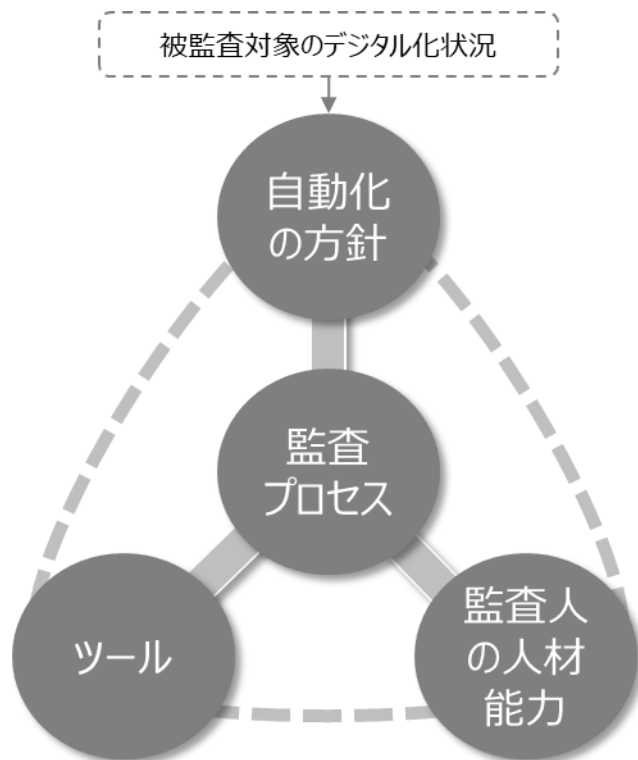 被監査対象のデジタル化状況
自動化
の方針
監査
プロセス
ツール
監査人
の人材
能力